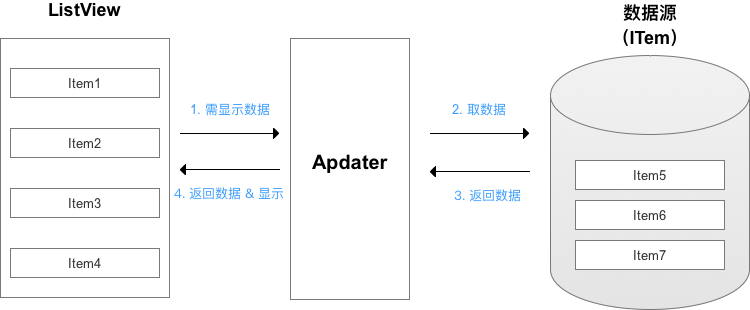 ListView
Item1
Item2
Item3
Item4
1. 需显示数据
4. 返回数据 & 显示
Apdater
2. 取数据
3. 返回数据
数据源
（ITem）
Item5
Item6
Item7